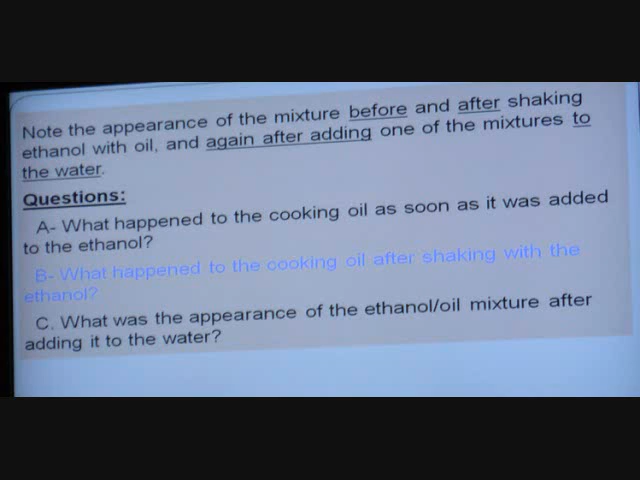 Note the appearance of the mixture before and after shaking
ethanol with oil, and again after adding one of the mixtures to
the water.
Questions:
A- What happened to the cooking oil as soon as it was added
to the ethanol?
B- What happened to the cooking oil after shaking with the
ethanol?
C. What was the appearance of the ethanol/oil mixture after
adding it to the water?